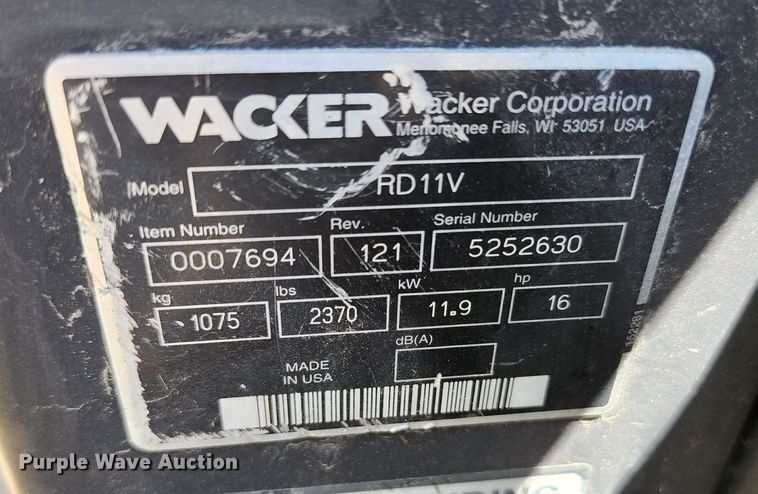 WACKER Wacker Corporation
Menomonee Falls, WI 53051 USA
Model RD11V
Item Number Rev. Serial Number
0007694 121 5252630
kg lbs kW hp
1075 2370 11.9 16
dB(A)
MADE
IN USA
152281
Purple Wave Auction